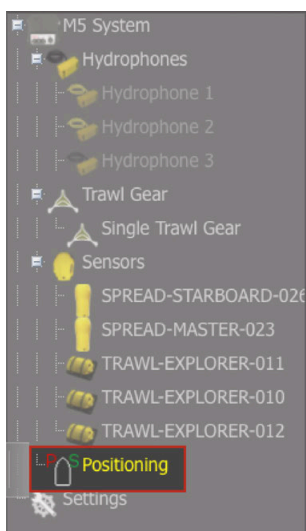 M5 System
Hydrophones
Hydrophone 1
Hydrophone 2
Hydrophone 3
Trawl Gear
Single Trawl Gear
Sensors
SPREAD-STARBOARD-026
SPREAD-MASTER-023
TRAWL-EXPLORER-011
TRAWL-EXPLORER-010
TRAWL-EXPLORER-012
P S Positioning
Settings